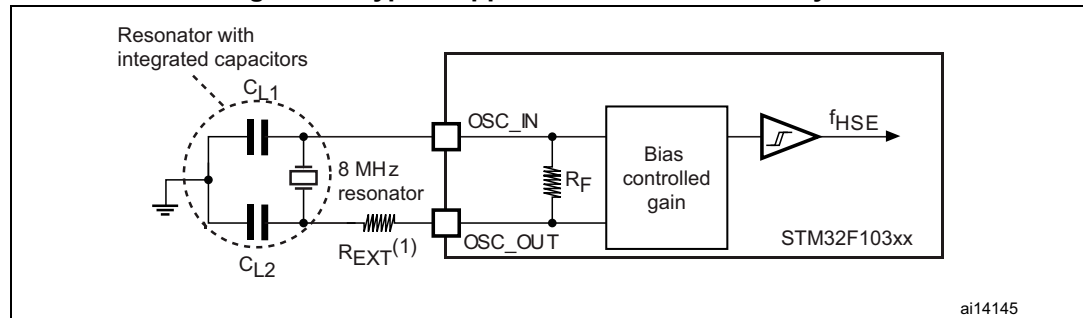 Resonator with
integrated capacitors
CL1
OSC_IN
fHSE
8 MHz
resonator
RF
Bias
controlled
gain
REXT(1)
OSC_OUT
STM32F103xx
CL2
ai14145